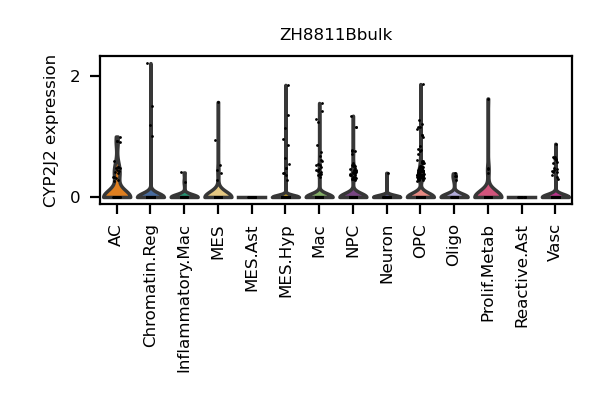 ZH8811Bbulk
CYP2J2 expression
2
0
AC
Chromatin.Reg
Inflammatory.Mac
MES
MES.Ast
MES.Hyp
Mac
NPC
Neuron
OPC
Oligo
Prolif.Metab
Reactive.Ast
Vasc